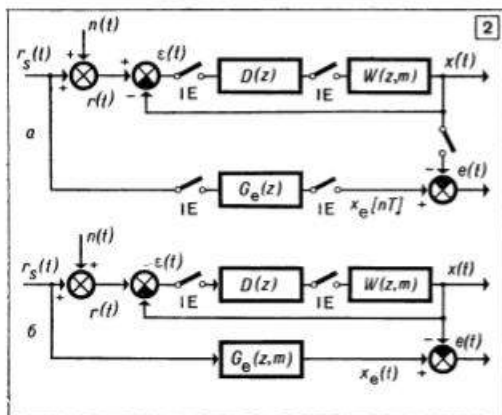 2
n(t)
r_s(t) + + ε(t) x(t)
+ r(t) - IE D(z) IE W(z,m)
а
- e(t)
IE G_e(z) IE x_e[nT] +
n(t)
r_s(t) + ε(t) x(t)
+ r(t) - IE D(z) IE W(z,m)
б
- e(t)
G_e(z,m) x_e(t) +